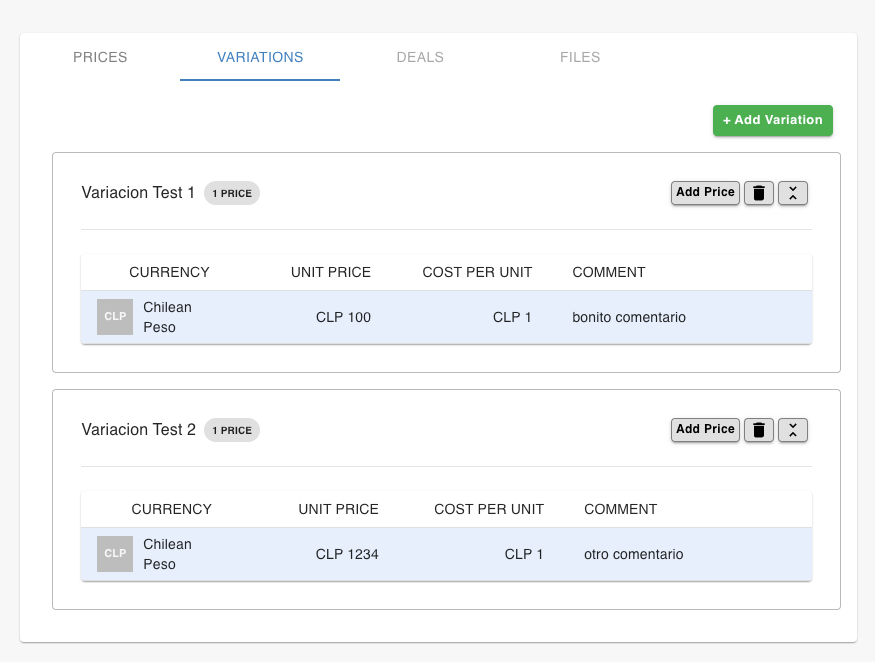 PRICES VARIATIONS DEALS FILES
+ Add Variation
Variacion Test 1 1 PRICE Add Price
CURRENCY UNIT PRICE COST PER UNIT COMMENT
CLP Chilean Peso CLP 100 CLP 1 bonito comentario
Variacion Test 2 1 PRICE Add Price
CURRENCY UNIT PRICE COST PER UNIT COMMENT
CLP Chilean Peso CLP 1234 CLP 1 otro comentario